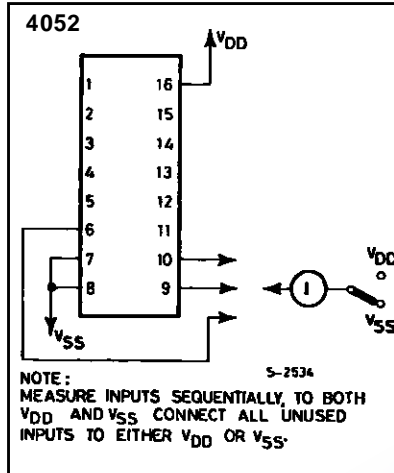 4052
VDD
1 16
2 15
3 14
4 13
5 12
6 11
7 10
8 9
I
VDD
VSS
VSS
S-2534
NOTE:
MEASURE INPUTS SEQUENTIALLY, TO BOTH
VDD AND VSS CONNECT ALL UNUSED
INPUTS TO EITHER VDD OR VSS.